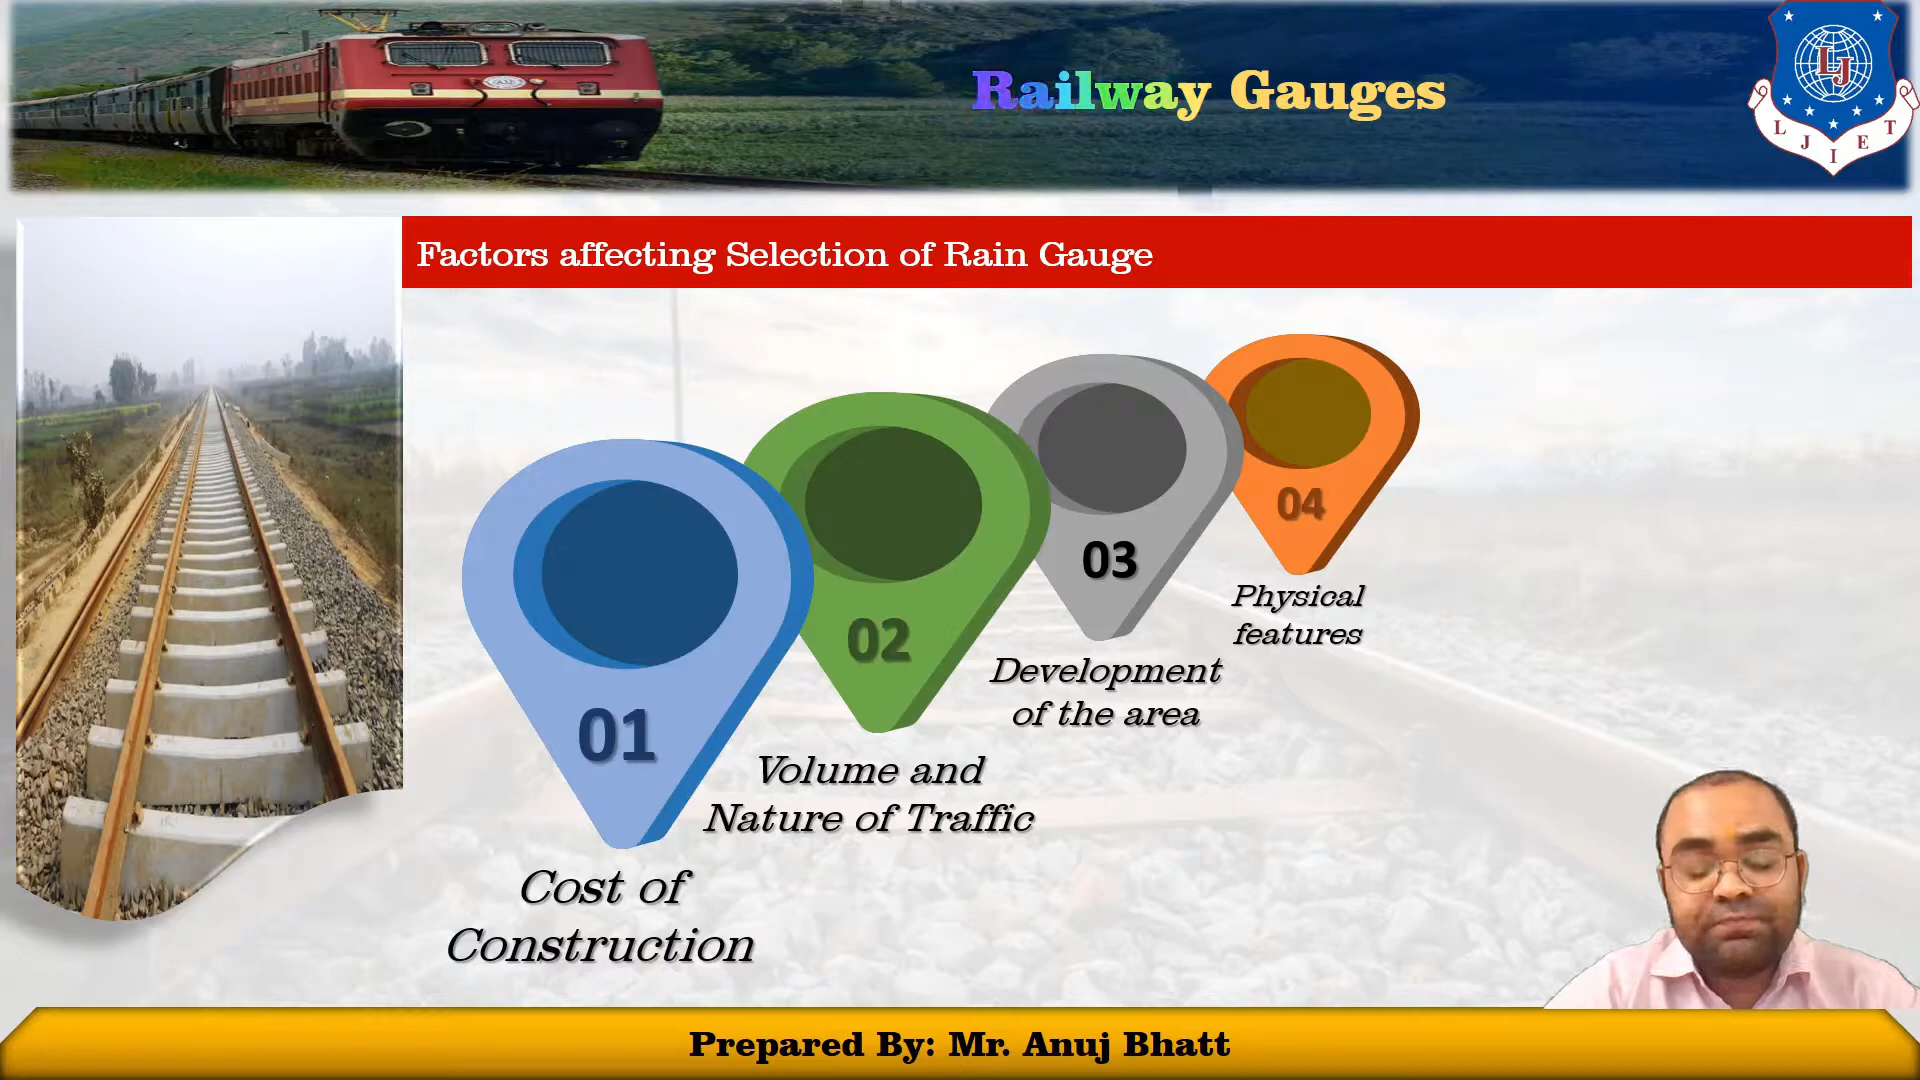 Railway Gauges
LJ
L J I E T
Factors affecting Selection of Rain Gauge
01
Cost of
Construction
02
Volume and
Nature of Traffic
03
Development
of the area
04
Physical
features
Prepared By: Mr. Anuj Bhatt